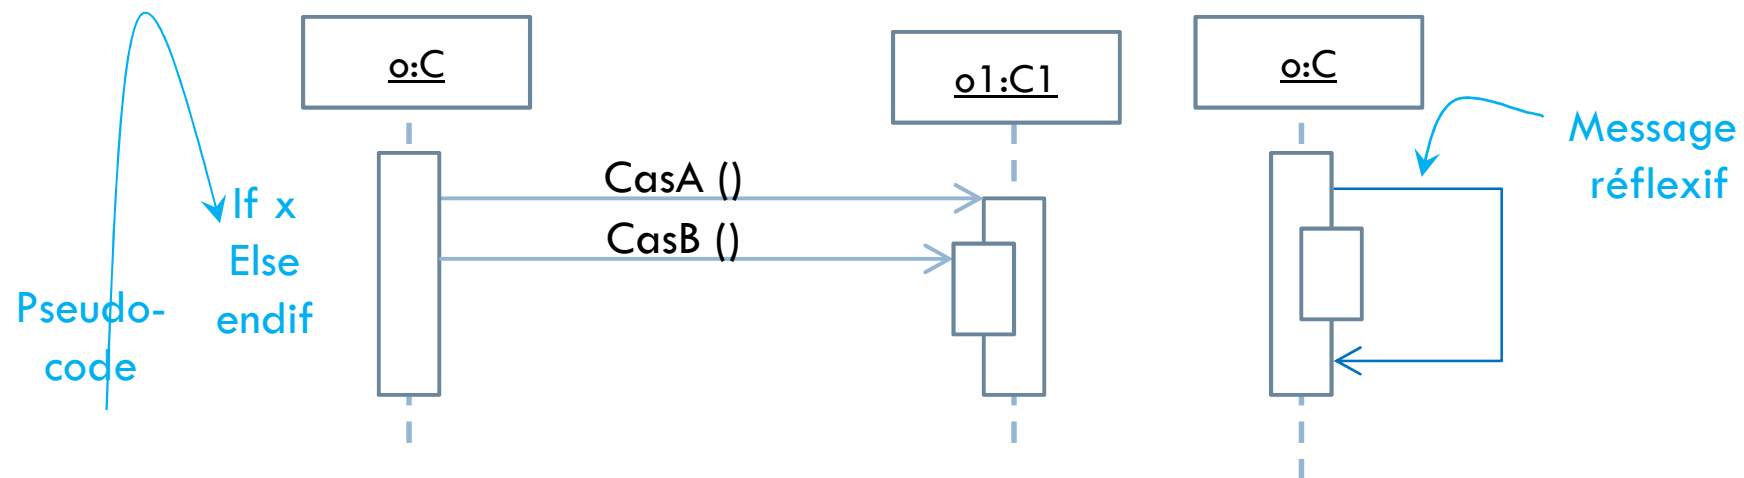 o:C
o1:C1
o:C
CasA ()
CasB ()
If x
Else
endif
Pseudo-
code
Message
réflexif